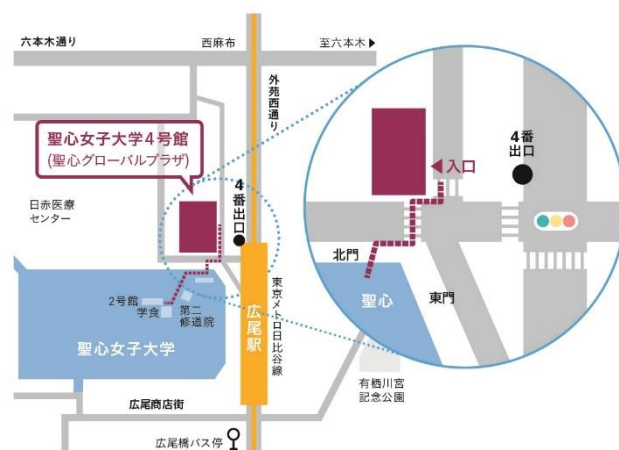 六本木通り
西麻布
至六本木▶
外苑西通り
聖心女子大学4号館
(聖心グローバルプラザ)
4番出口
日赤医療
センター
広尾駅
東京メトロ日比谷線
2号館
学食
第二
修道院
聖心女子大学
広尾商店街
広尾橋バス停
有栖川宮
記念公園
4番
出口
◀入口
北門
聖心
東門